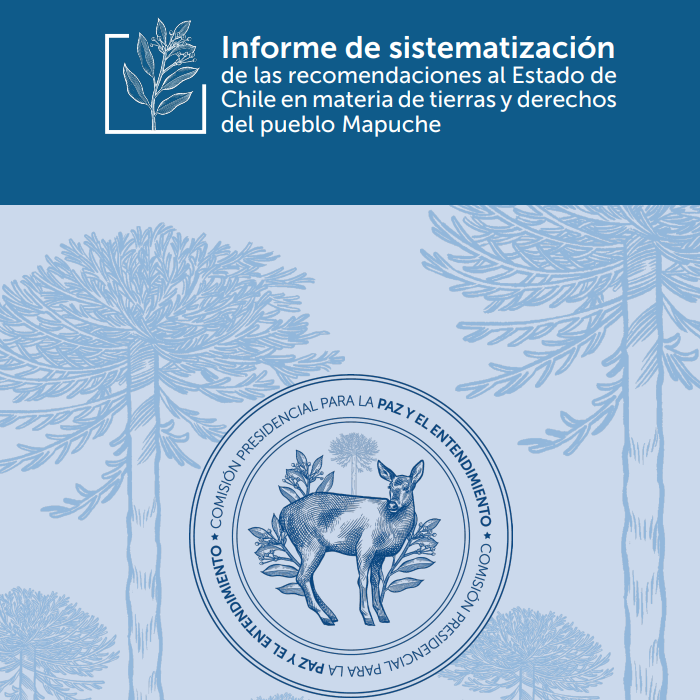 Informe de sistematización
de las recomendaciones al Estado de
Chile en materia de tierras y derechos
del pueblo Mapuche
COMISIÓN PRESIDENCIAL PARA LA PAZ Y EL ENTENDIMIENTO ★
COMISIÓN PRESIDENCIAL PARA LA PAZ Y EL ENTENDIMIENTO ★